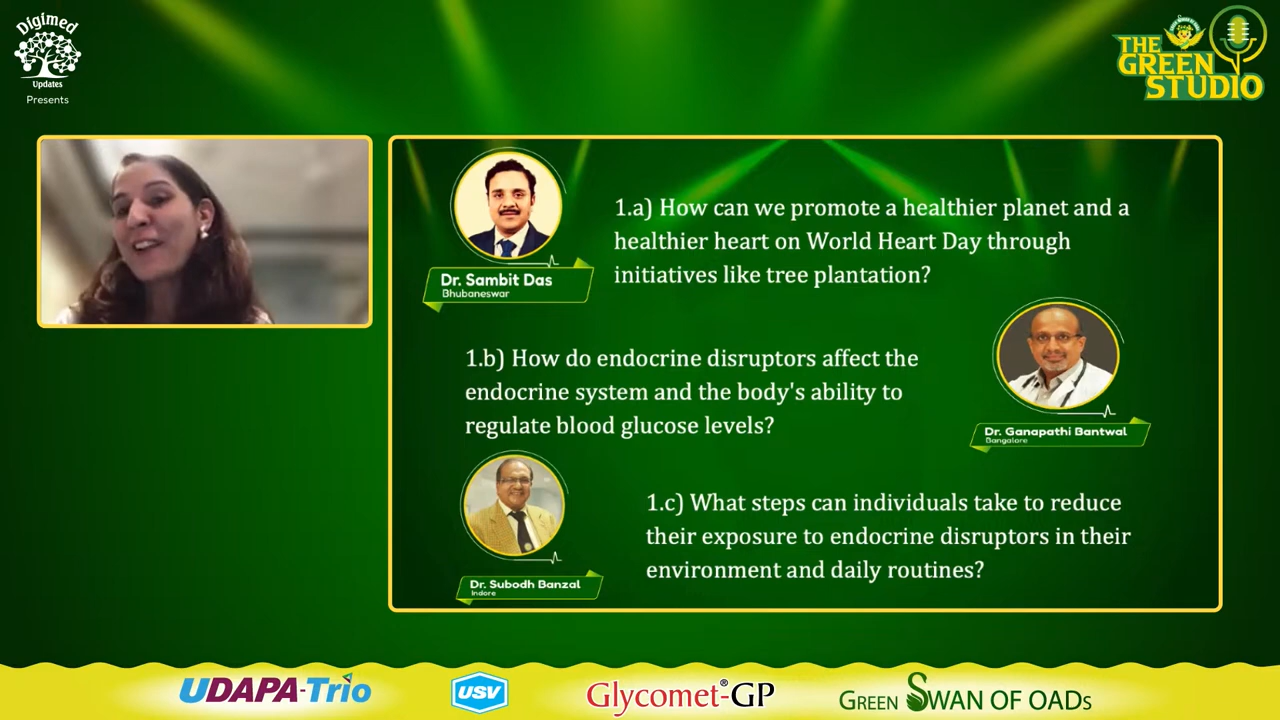 Digimed
Updates
Presents
THE
GREEN
STUDIO
Dr. Sambit Das
Bhubaneswar
1.a) How can we promote a healthier planet and a
healthier heart on World Heart Day through
initiatives like tree plantation?
1.b) How do endocrine disruptors affect the
endocrine system and the body's ability to
regulate blood glucose levels?
Dr. Ganapathi Bantwal
Bangalore
Dr. Subodh Banzal
Indore
1.c) What steps can individuals take to reduce
their exposure to endocrine disruptors in their
environment and daily routines?
UDAPA-Trio
USV
Glycomet®-GP
GREEN SWAN OF OADs